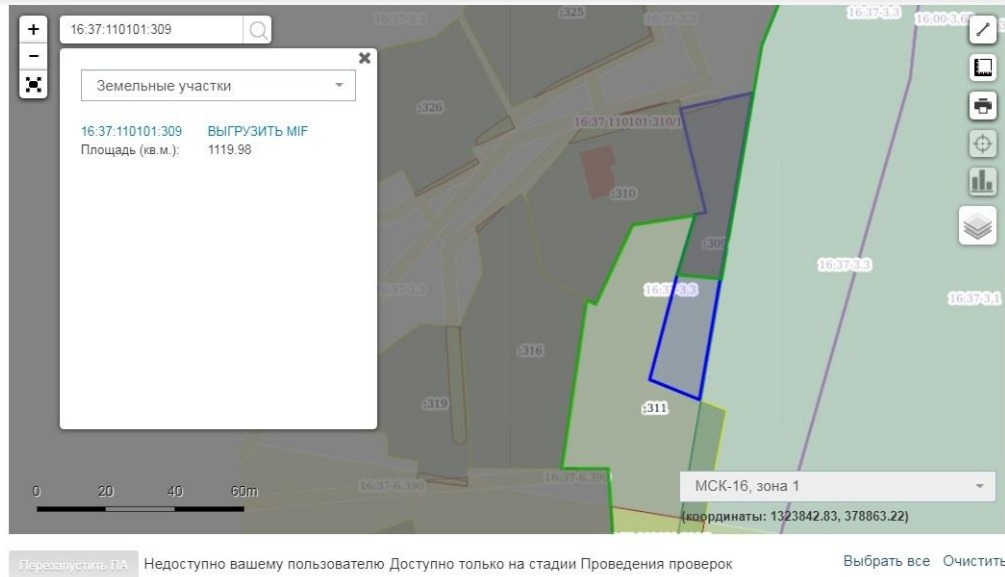 +
16:37:110101:309
−
Земельные участки
16:37:110101:309 ВЫГРУЗИТЬ MIF
Площадь (кв.м.): 1119.98
16:37-3.3
:325
16:37-3.3
16:37-3.3
:326
16:37:110101:310/1
:310
:309
16:37-3.3
16:37-3.3
16:37-3.3
16:37-3.1
:316
:319
:311
16:37-6.390
16:37-6.390
0 20 40 60m
МСК-16, зона 1
(координаты: 1323842.83, 378863.22)
Перезапустить ПА Недоступно вашему пользователю Доступно только на стадии Проведения проверок Выбрать все Очистить